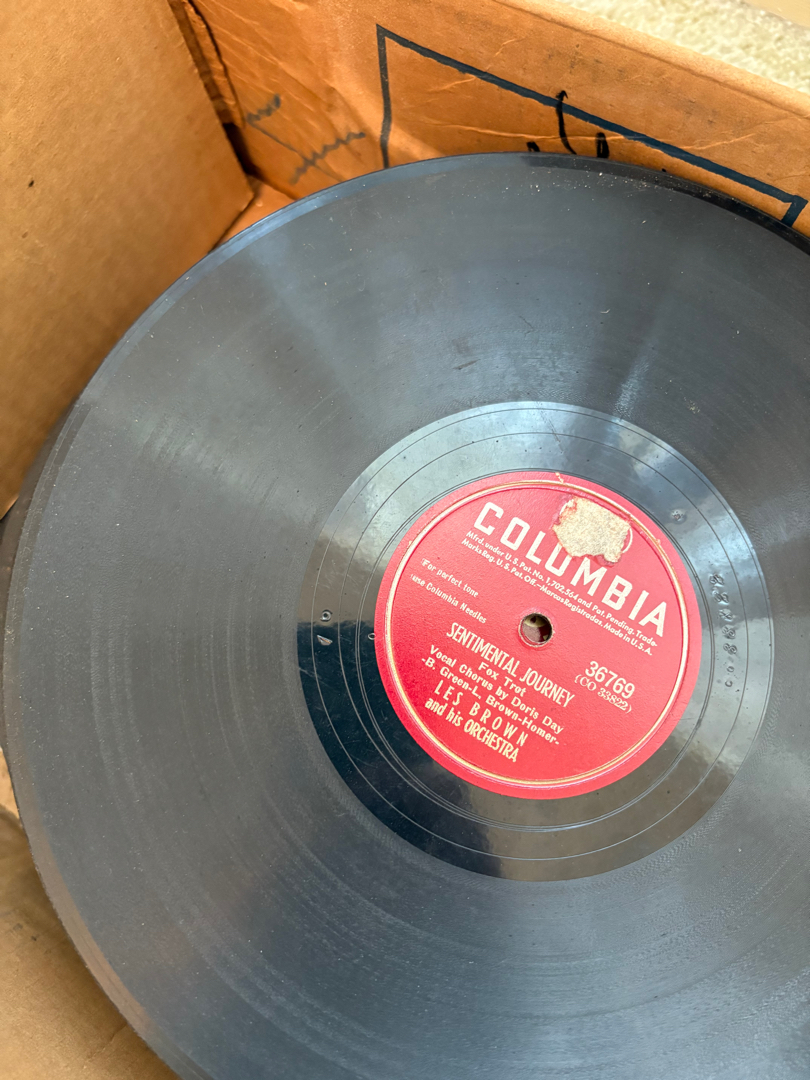 COLUMBIA
Mfrd. under U. S. Pat. No. 1,702,564 and Pat. Pending. Trade-
Marks Reg. U. S. Pat. Off.—Marcas Registradas. Made in U. S. A.
For perfect tone
use Columbia Needles
SENTIMENTAL JOURNEY
Fox Trot
Vocal Chorus by Doris Day
-B. Green-L. Brown-Homer-
LES BROWN
and his ORCHESTRA
36769
(CO 33822)